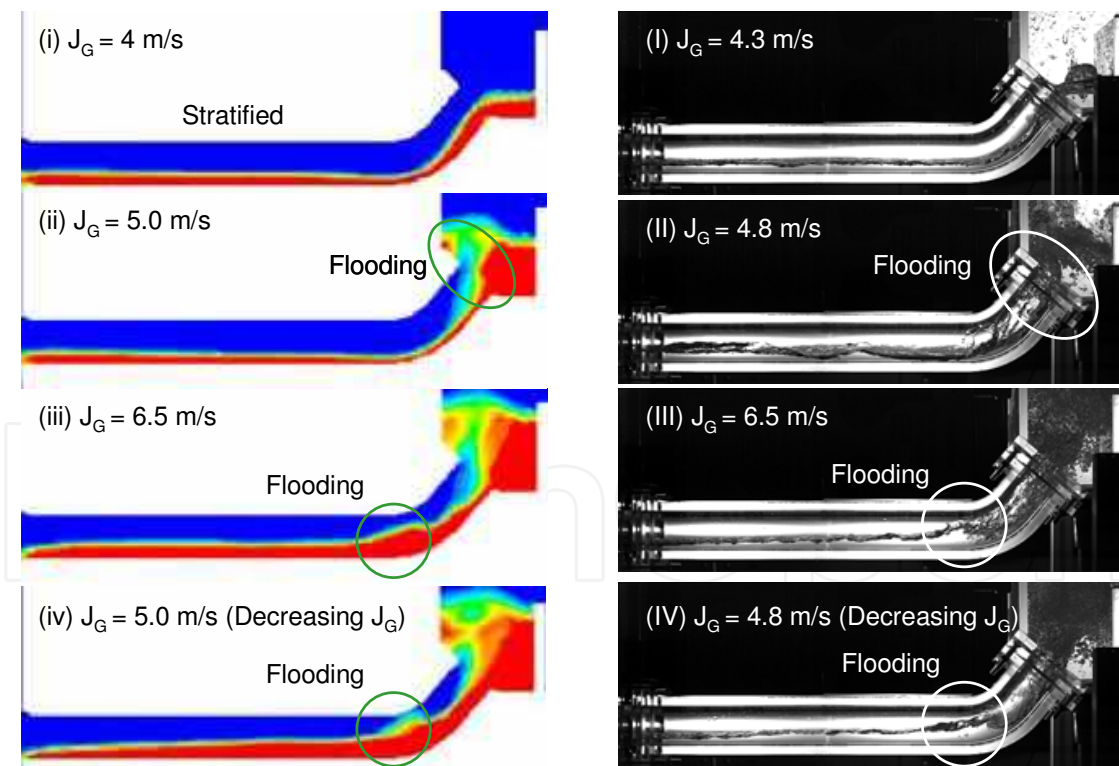 (i) J_G = 4 m/s
Stratified
(ii) J_G = 5.0 m/s
Flooding
(iii) J_G = 6.5 m/s
Flooding
(iv) J_G = 5.0 m/s (Decreasing J_G)
Flooding
(I) J_G = 4.3 m/s
(II) J_G = 4.8 m/s
Flooding
(III) J_G = 6.5 m/s
Flooding
(IV) J_G = 4.8 m/s (Decreasing J_G)
Flooding